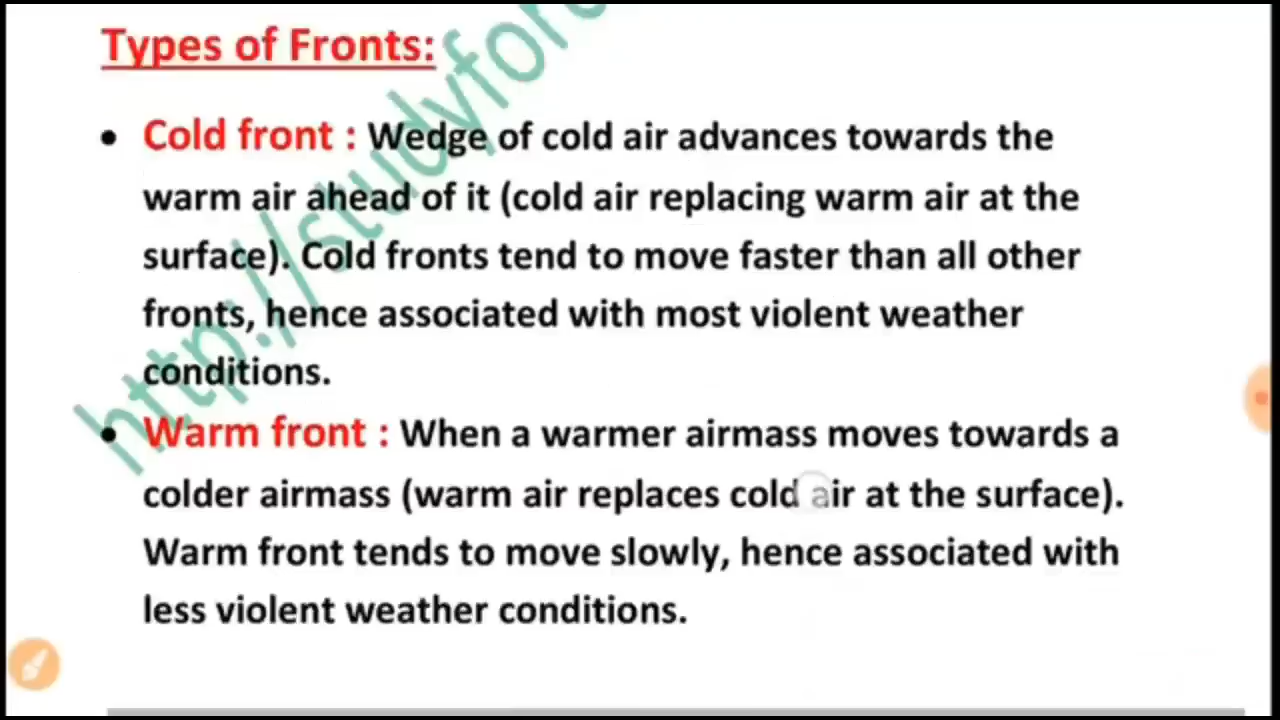 Types of Fronts:
• Cold front : Wedge of cold air advances towards the
warm air ahead of it (cold air replacing warm air at the
surface). Cold fronts tend to move faster than all other
fronts, hence associated with most violent weather
conditions.
• Warm front : When a warmer airmass moves towards a
colder airmass (warm air replaces cold air at the surface).
Warm front tends to move slowly, hence associated with
less violent weather conditions.
http://studyfor